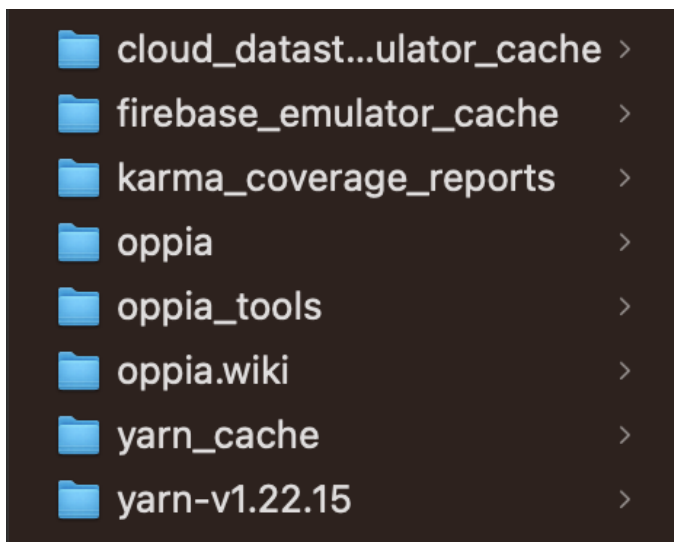 cloud_datast...ulator_cache
firebase_emulator_cache
karma_coverage_reports
oppia
oppia_tools
oppia.wiki
yarn_cache
yarn-v1.22.15